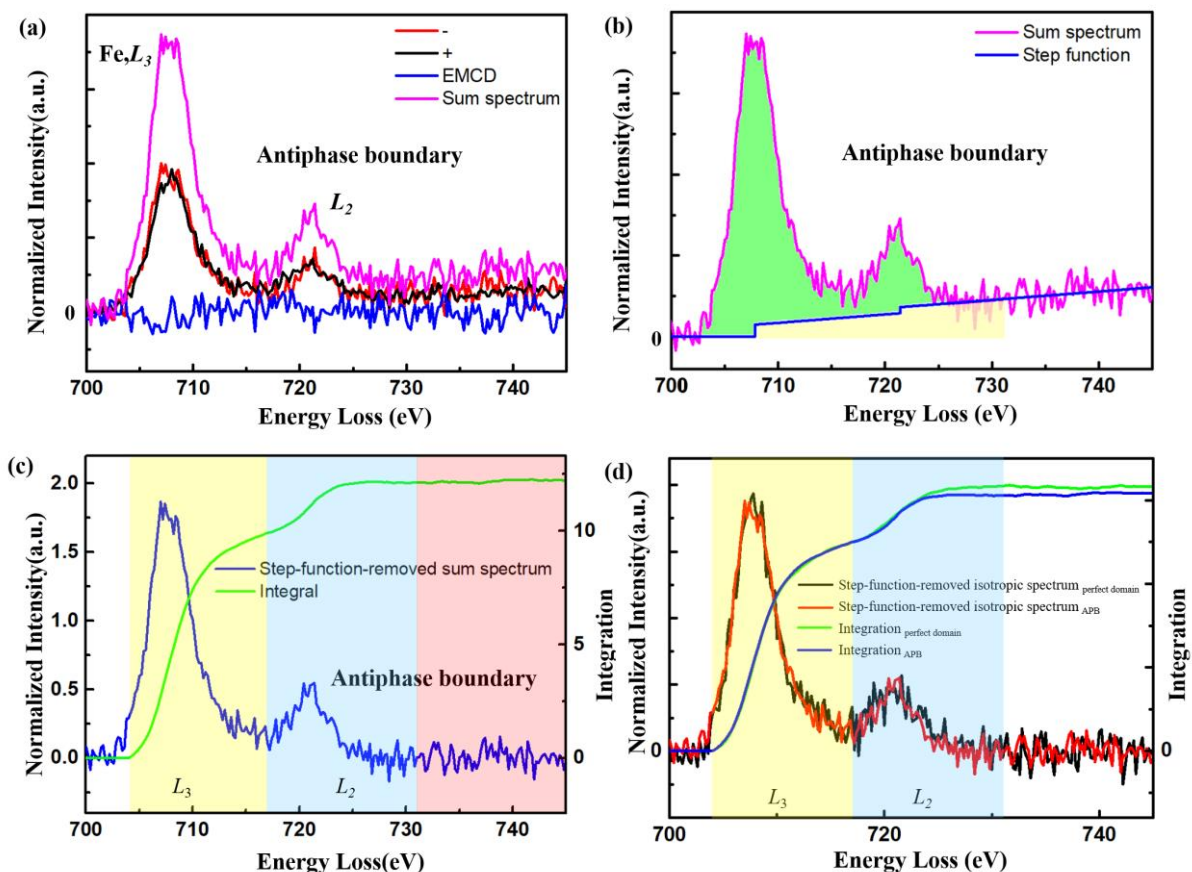 (a)
Fe,L3
-
+
EMCD
Sum spectrum
Antiphase boundary
L2
Normalized Intensity(a.u.)
0
700 710 720 730 740
Energy Loss (eV)
(b)
Sum spectrum
Step function
Antiphase boundary
Normalized Intensity(a.u.)
0
700 710 720 730 740
Energy Loss (eV)
(c)
2.0
1.5
1.0
0.5
0.0
Normalized Intensity(a.u.)
Step-function-removed sum spectrum
Integral
Antiphase boundary
L3
L2
10
5
0
Integration
700 710 720 730 740
Energy Loss(eV)
(d)
Normalized Intensity(a.u.)
0
Step-function-removed isotropic spectrum perfect domain
Step-function-removed isotropic spectrum APB
Integration perfect domain
Integration APB
L3
L2
0
Integration
700 720 740
Energy Loss (eV)